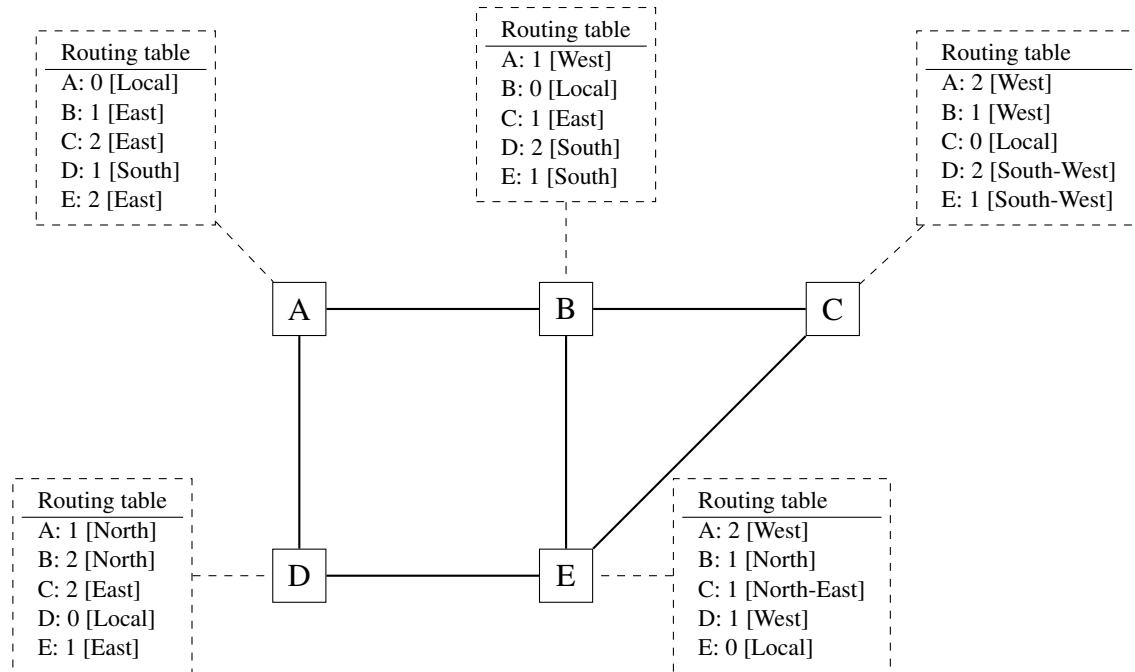 Routing table
A: 0 [Local]
B: 1 [East]
C: 2 [East]
D: 1 [South]
E: 2 [East]
Routing table
A: 1 [West]
B: 0 [Local]
C: 1 [East]
D: 2 [South]
E: 1 [South]
Routing table
A: 2 [West]
B: 1 [West]
C: 0 [Local]
D: 2 [South-West]
E: 1 [South-West]
A
B
C
Routing table
A: 1 [North]
B: 2 [North]
C: 2 [East]
D: 0 [Local]
E: 1 [East]
D
E
Routing table
A: 2 [West]
B: 1 [North]
C: 1 [North-East]
D: 1 [West]
E: 0 [Local]